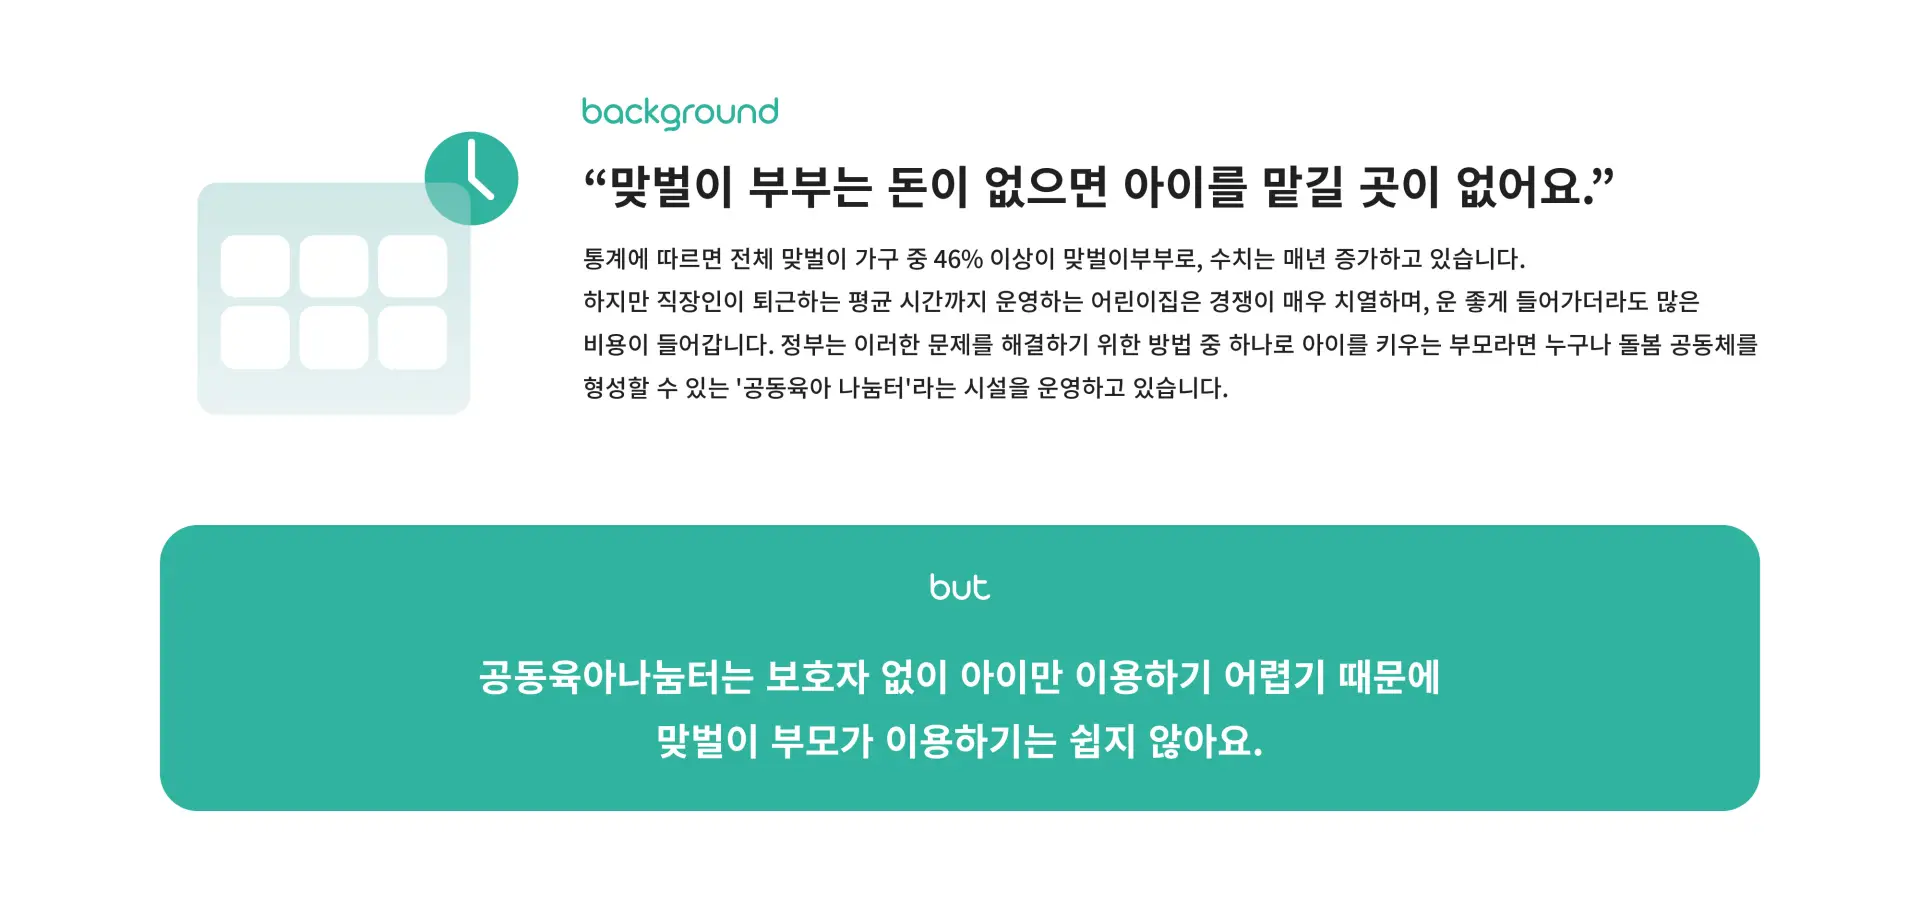 background
“맞벌이 부부는 돈이 없으면 아이를 맡길 곳이 없어요.”
통계에 따르면 전체 맞벌이 가구 중 46% 이상이 맞벌이부부로, 수치는 매년 증가하고 있습니다.
하지만 직장인이 퇴근하는 평균 시간까지 운영하는 어린이집은 경쟁이 매우 치열하며, 운 좋게 들어가더라도 많은
비용이 들어갑니다. 정부는 이러한 문제를 해결하기 위한 방법 중 하나로 아이를 키우는 부모라면 누구나 돌봄 공동체를
형성할 수 있는 '공동육아 나눔터'라는 시설을 운영하고 있습니다.
but
공동육아나눔터는 보호자 없이 아이만 이용하기 어렵기 때문에
맞벌이 부모가 이용하기는 쉽지 않아요.